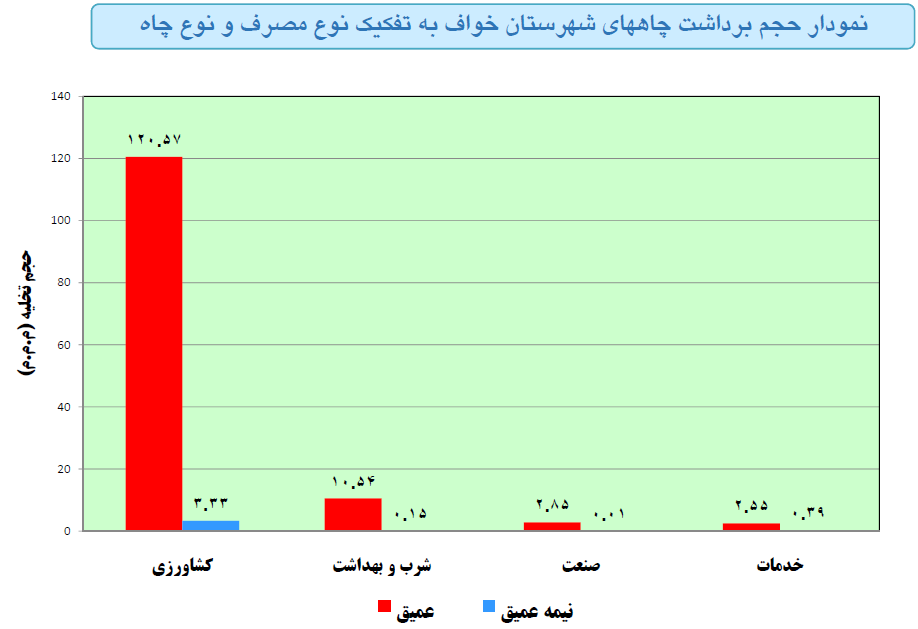 نمودار حجم برداشت چاههای شهرستان خواف به تفکیک نوع مصرف و نوع چاه
حجم تخلیه (م.م.م)
140
120
100
80
60
40
20
0
۱۲۰.۵۷
۳.۳۳
۱۰.۵۴
۰.۱۵
۲.۸۵
۰.۰۱
۲.۵۵
۰.۳۹
کشاورزی
شرب و بهداشت
صنعت
خدمات
عمیق
نیمه عمیق